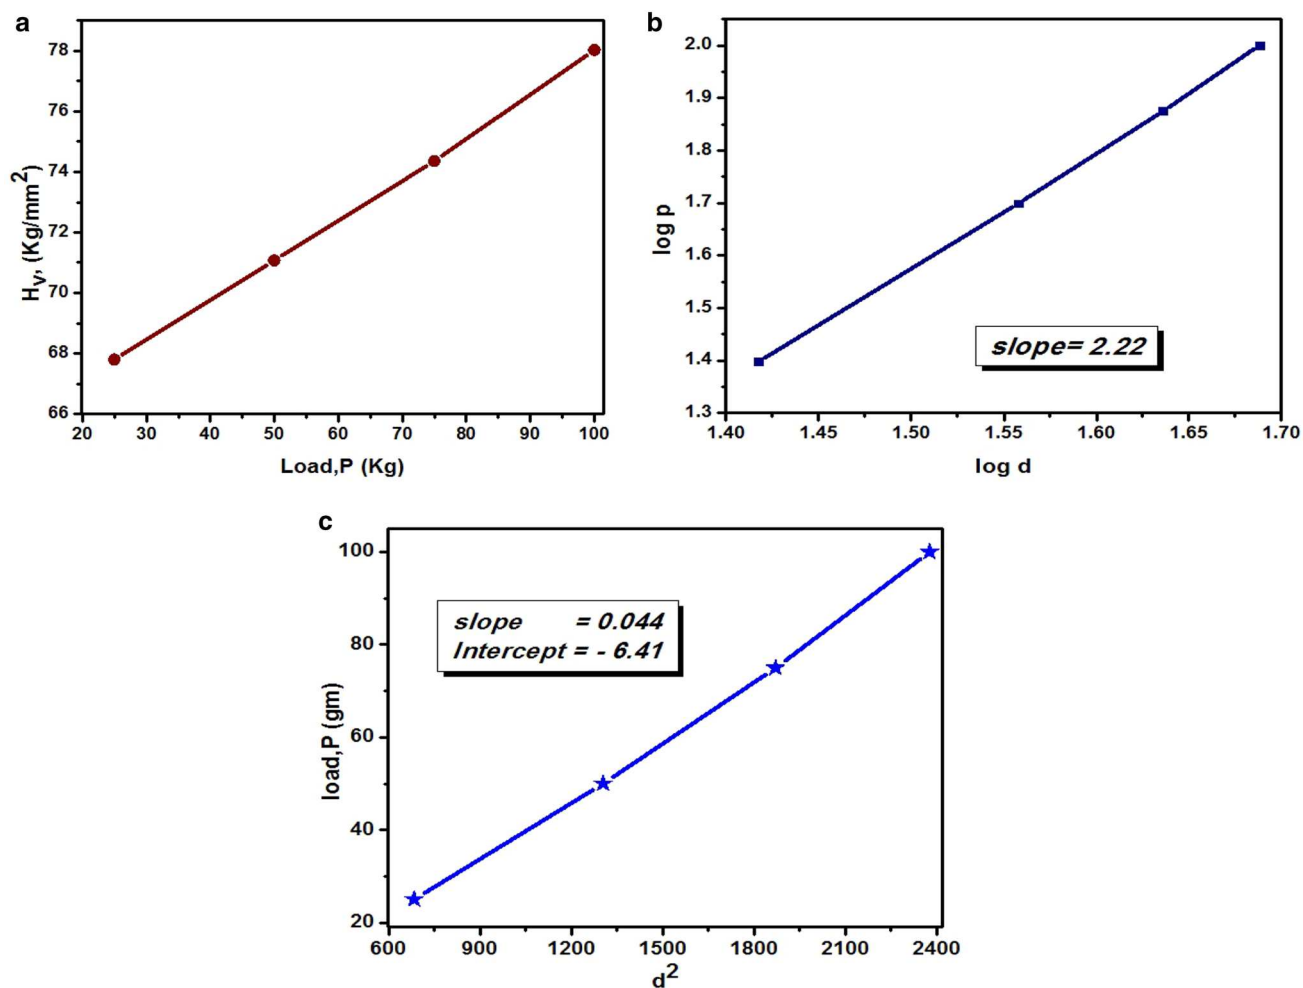 a
78
76
74
72
70
68
66
20 30 40 50 60 70 80 90 100
Hv, (Kg/mm2)
Load,P (Kg)
b
2.0
1.9
1.8
1.7
1.6
1.5
1.4
1.3
1.40 1.45 1.50 1.55 1.60 1.65 1.70
log p
log d
slope= 2.22
c
100
80
60
40
20
600 900 1200 1500 1800 2100 2400
load,P (gm)
d2
slope = 0.044
Intercept = - 6.41